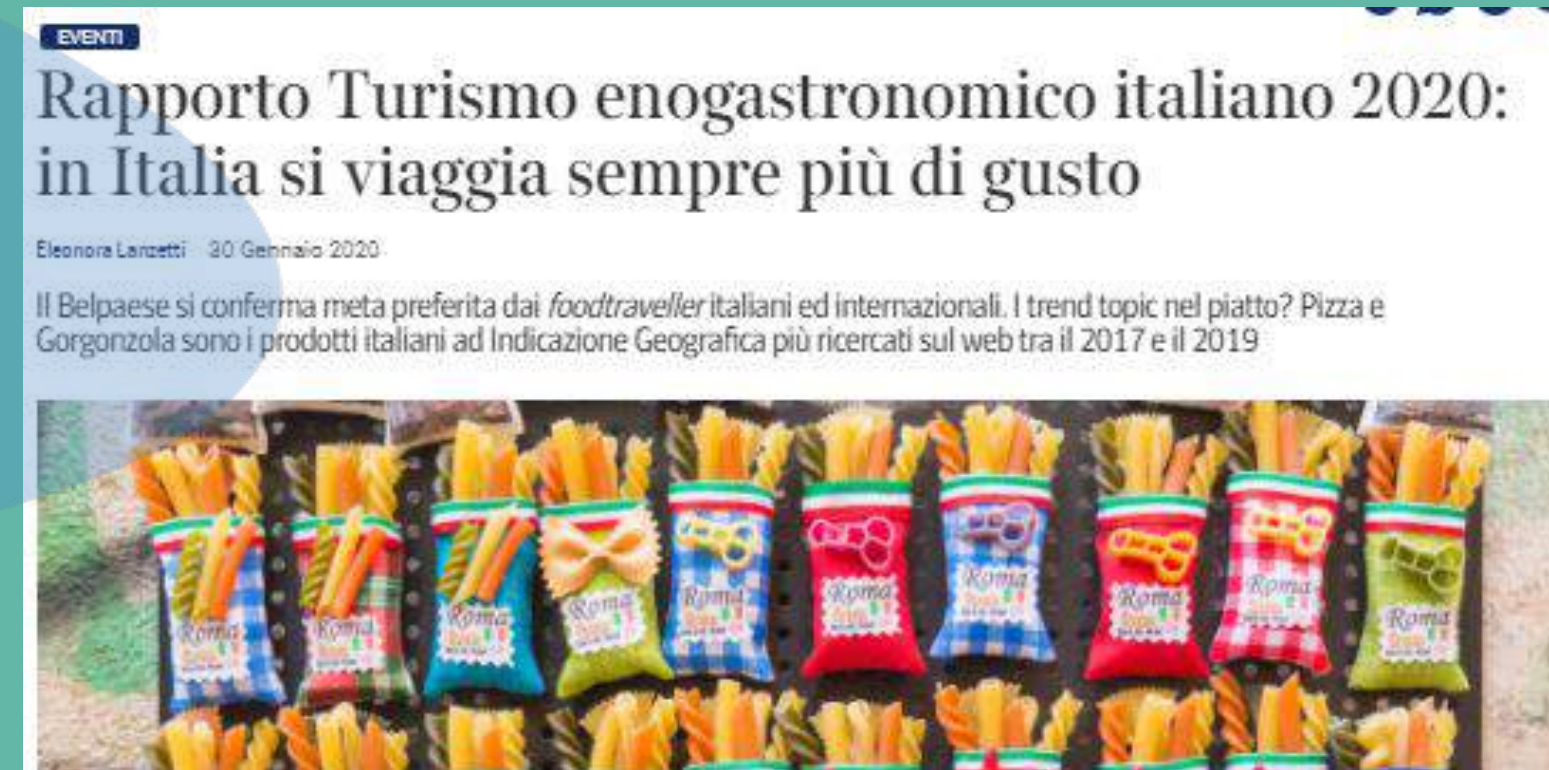 EVENTI
Rapporto Turismo enogastronomico italiano 2020:
in Italia si viaggia sempre più di gusto
Eleonora Lanzetti 30 Gennaio 2020
Il Belpaese si conferma meta preferita dai foodtraveller italiani ed internazionali. I trend topic nel piatto? Pizza e
Gorgonzola sono i prodotti italiani ad Indicazione Geografica più ricercati sul web tra il 2017 e il 2019
Roma Roma Roma Roma Roma Roma Roma Roma Roma Roma